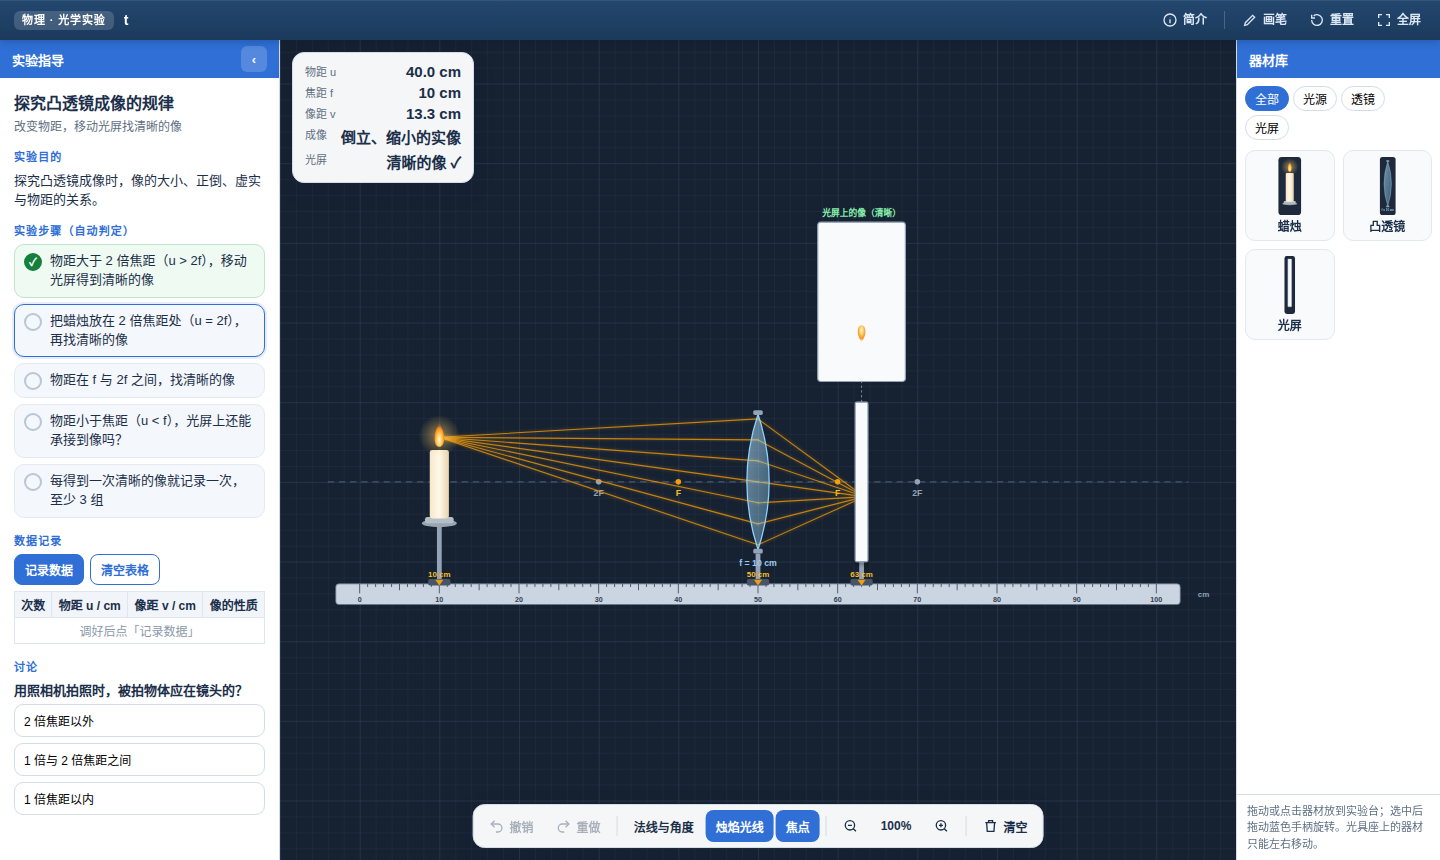 物理 · 光学实验
t
简介
画笔
重置
全屏
实验指导
‹
探究凸透镜成像的规律
改变物距，移动光屏找清晰的像
实验目的
探究凸透镜成像时，像的大小、正倒、虚实
与物距的关系。
实验步骤（自动判定）
物距大于 2 倍焦距（u > 2f），移动
光屏得到清晰的像
把蜡烛放在 2 倍焦距处（u = 2f），
再找清晰的像
物距在 f 与 2f 之间，找清晰的像
物距小于焦距（u < f），光屏上还能
承接到像吗？
每得到一次清晰的像就记录一次，
至少 3 组
数据记录
记录数据
清空表格
次数 物距 u / cm 像距 v / cm 像的性质
调好后点「记录数据」
讨论
用照相机拍照时，被拍物体应在镜头的？
2 倍焦距以外
1 倍与 2 倍焦距之间
1 倍焦距以内
物距 u 40.0 cm
焦距 f 10 cm
像距 v 13.3 cm
成像 倒立、缩小的实像
光屏 清晰的像 ✓
光屏上的像（清晰）
2F F F 2F
f = 10 cm
10 cm 50 cm 63 cm
0 10 20 30 40 50 60 70 80 90 100 cm
撤销
重做
法线与角度
烛焰光线
焦点
100%
清空
器材库
全部
光源
透镜
光屏
蜡烛
凸透镜
光屏
拖动或点击器材放到实验台；选中后
拖动蓝色手柄旋转。光具座上的器材
只能左右移动。